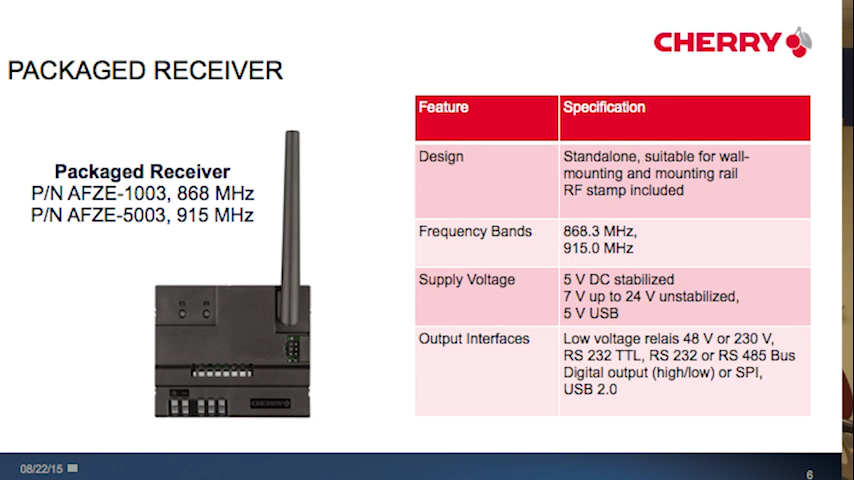 CHERRY
PACKAGED RECEIVER
Packaged Receiver
P/N AFZE-1003, 868 MHz
P/N AFZE-5003, 915 MHz
CHERRY
Feature
Specification
Design
Standalone, suitable for wall-
mounting and mounting rail
RF stamp included
Frequency Bands
868.3 MHz,
915.0 MHz
Supply Voltage
5 V DC stabilized
7 V up to 24 V unstabilized,
5 V USB
Output Interfaces
Low voltage relais 48 V or 230 V,
RS 232 TTL, RS 232 or RS 485 Bus
Digital output (high/low) or SPI,
USB 2.0
08/22/15
6